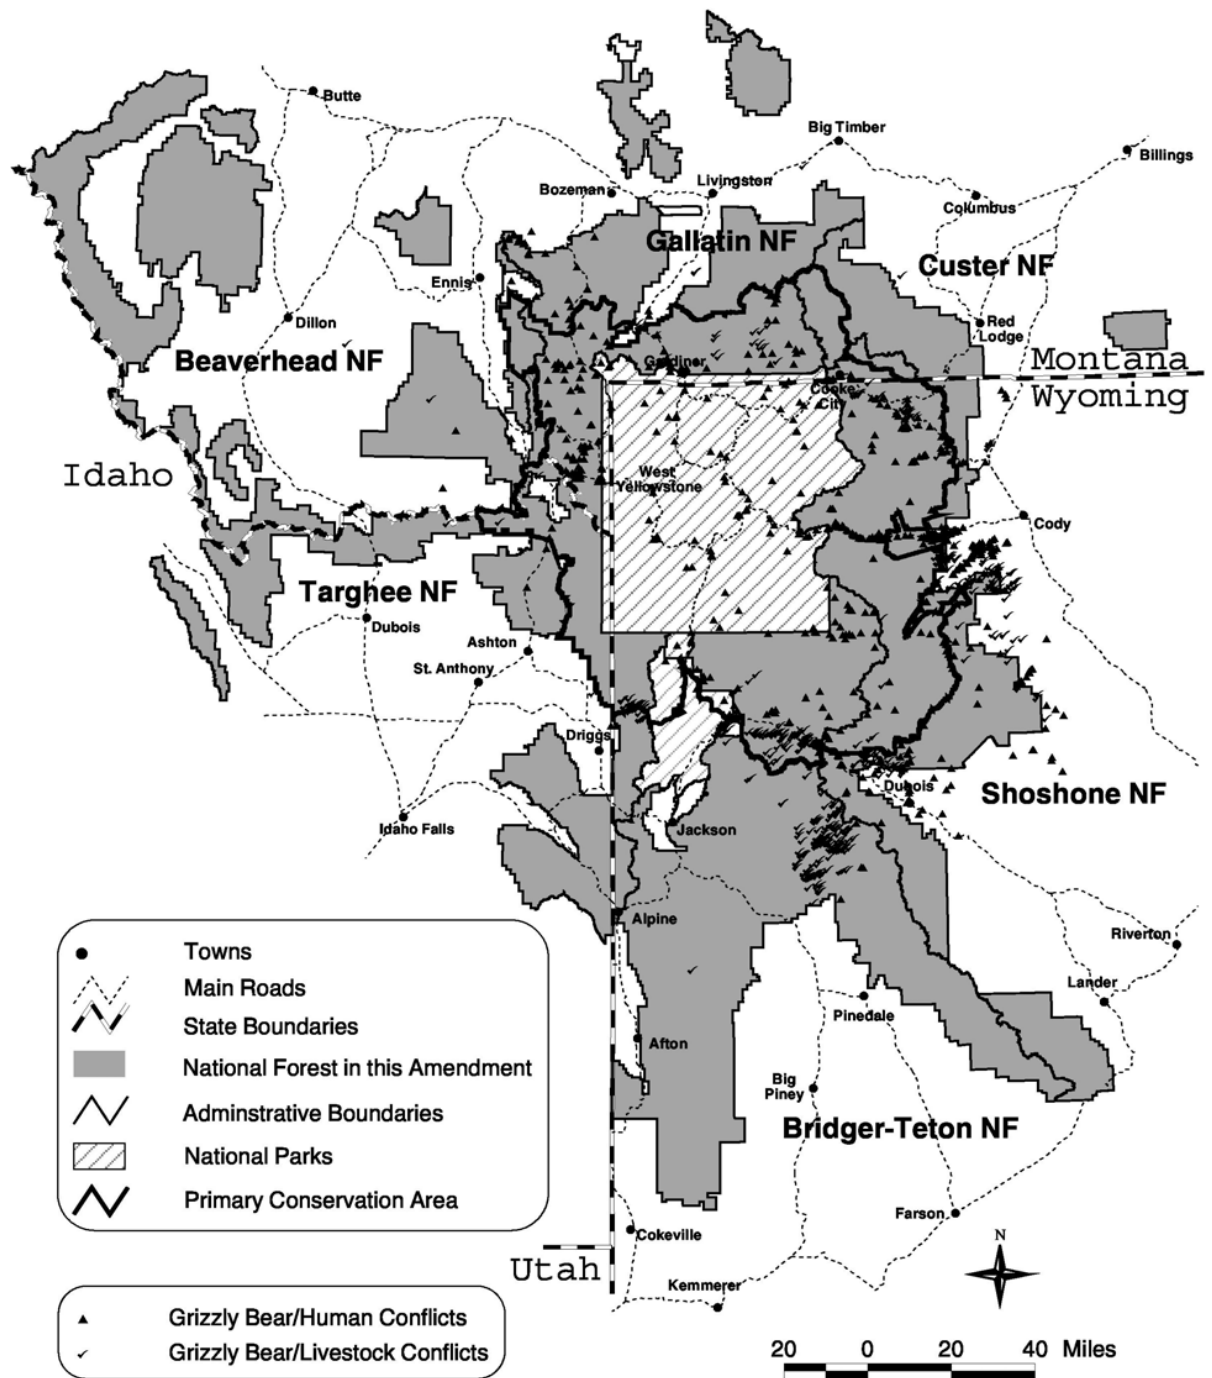 Butte
Big Timber
Billings
Bozeman
Livingston
Columbus
Gallatin NF
Custer NF
Ennis
Dillon
Red
Lodge
Beaverhead NF
Gardiner
Montana
Cooke
City
Wyoming
Idaho
West
Yellowstone
Cody
Targhee NF
Dubois
Ashton
St. Anthony
Driggs
Dubois
Shoshone NF
Idaho Falls
Jackson
Alpine
Riverton
Lander
Pinedale
Afton
Big
Piney
Bridger-Teton NF
Farson
Cokeville
Utah
Kemmerer
N
Towns
Main Roads
State Boundaries
National Forest in this Amendment
Adminstrative Boundaries
National Parks
Primary Conservation Area
Grizzly Bear/Human Conflicts
Grizzly Bear/Livestock Conflicts
20 0 20 40 Miles